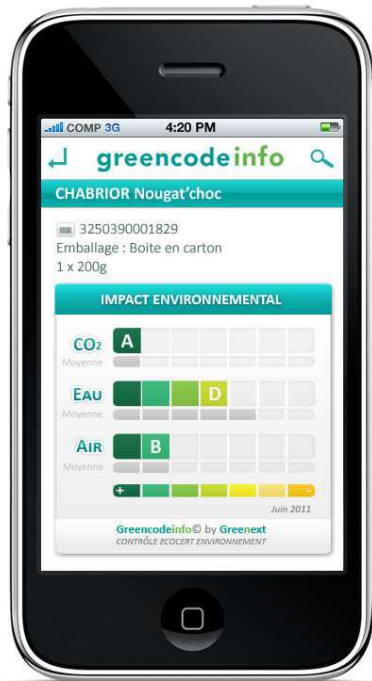 COMP 3G 4:20 PM
greencodeinfo
CHABRIOR Nougat'choc
3250390001829
Emballage : Boite en carton
1 x 200g
IMPACT ENVIRONNEMENTAL
CO2 A
Moyenne
EAU D
Moyenne
AIR B
Moyenne
+ -
Juin 2011
Greencodeinfo© by Greenext
CONTRÔLE ECOCERT ENVIRONNEMENT